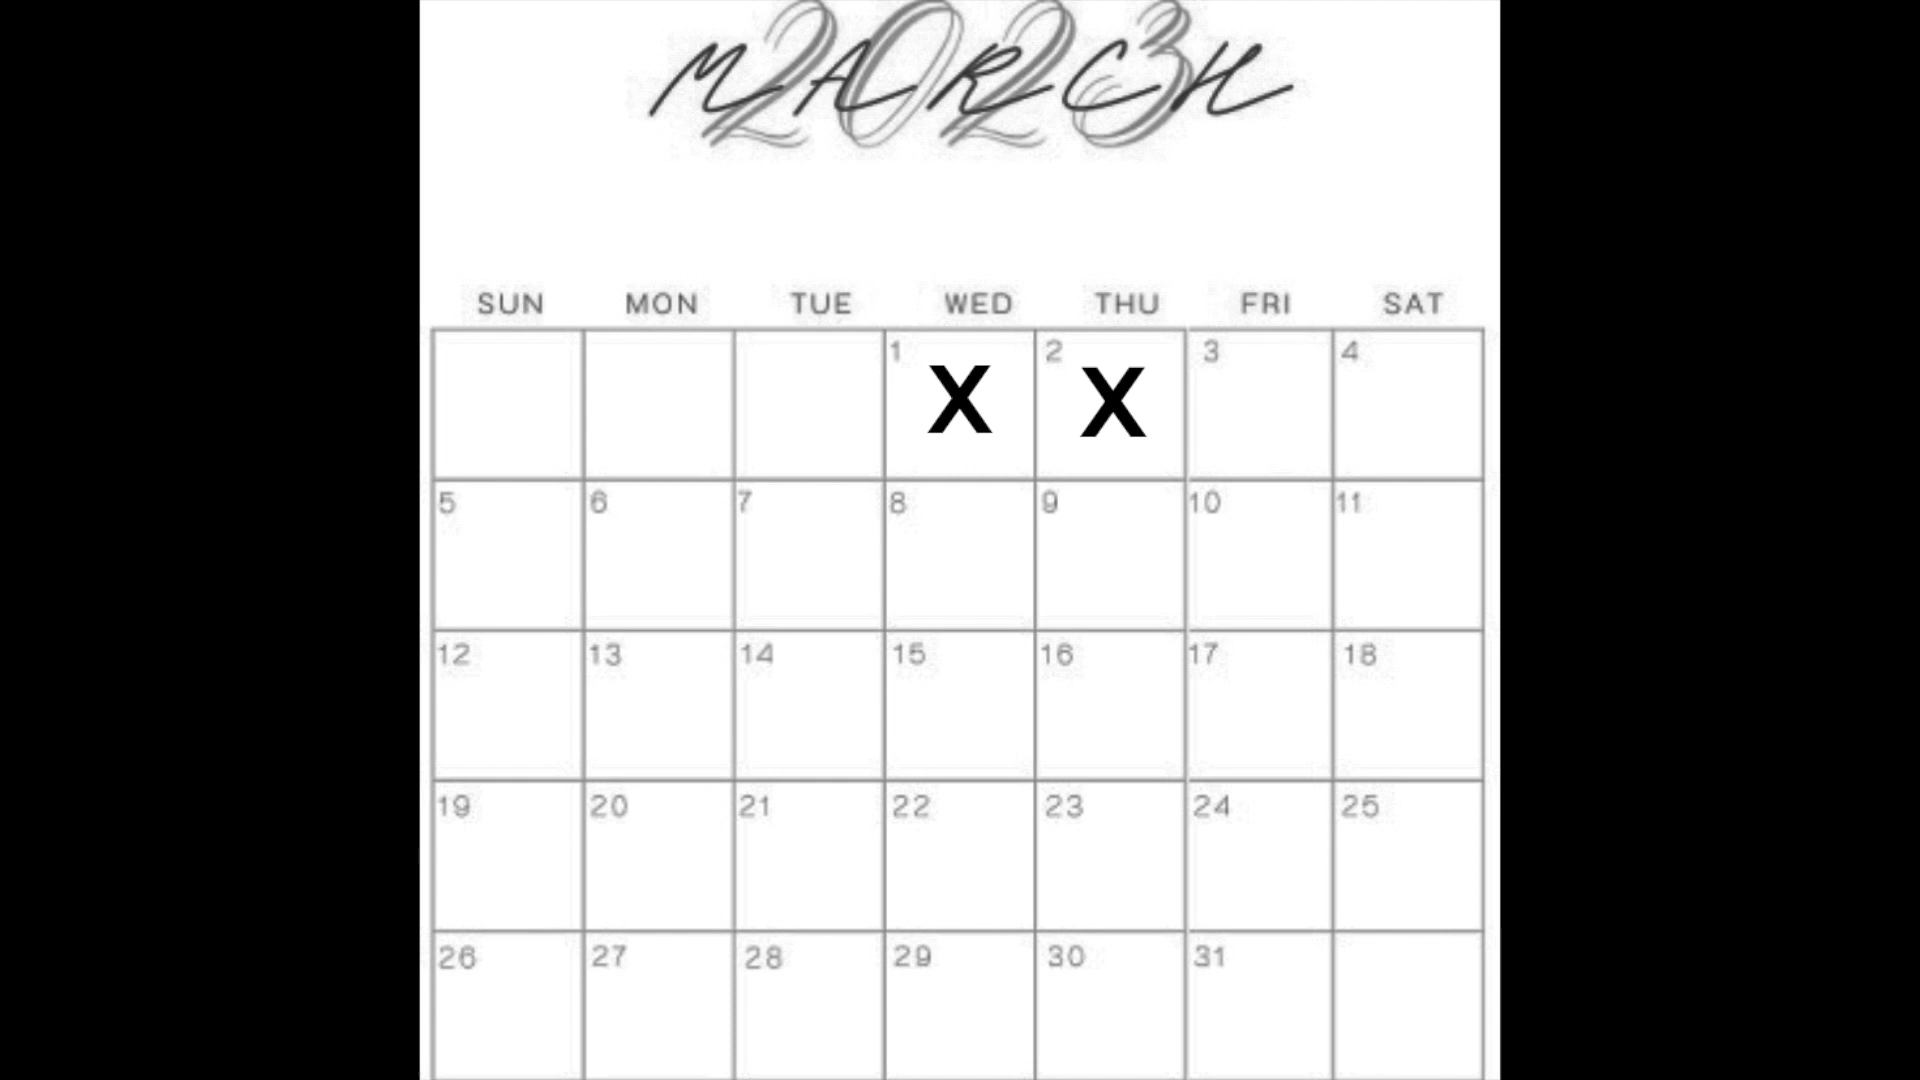 MARCH
2023
SUN MON TUE WED THU FRI SAT
1 X 2 X 3 4
5 6 7 8 9 10 11
12 13 14 15 16 17 18
19 20 21 22 23 24 25
26 27 28 29 30 31